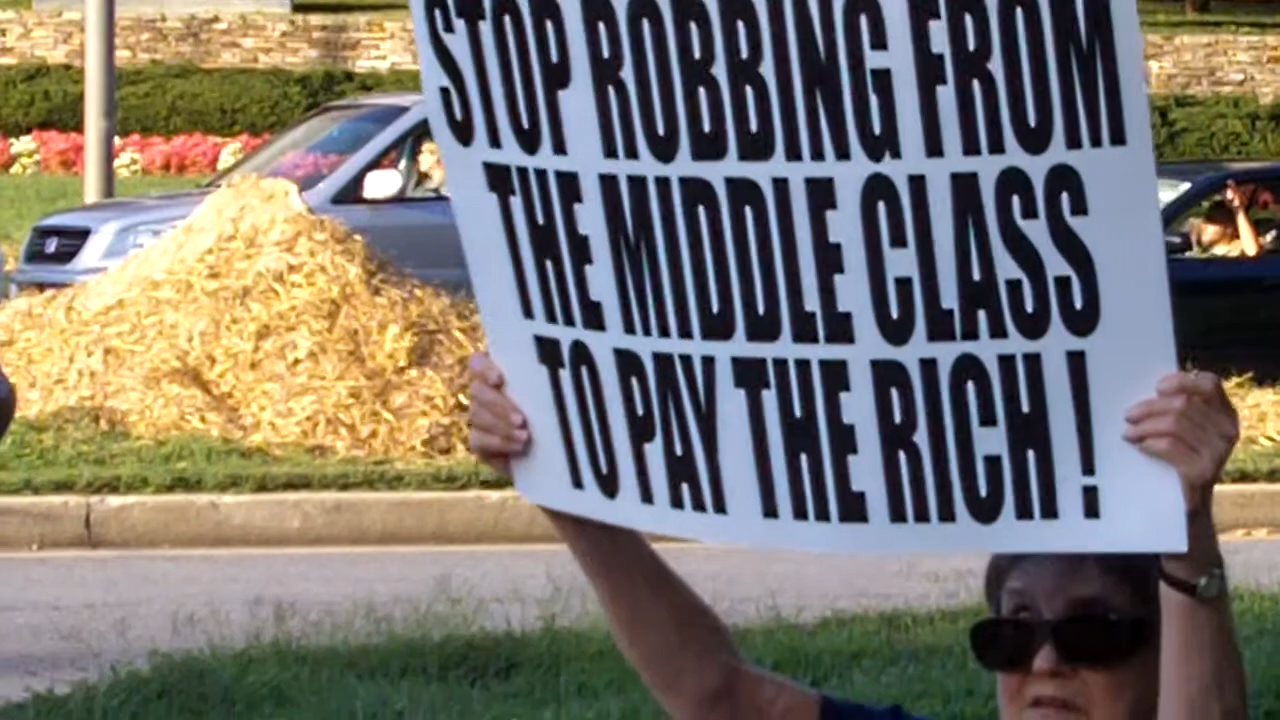 STOP ROBBING FROM
THE MIDDLE CLASS
TO PAY THE RICH!